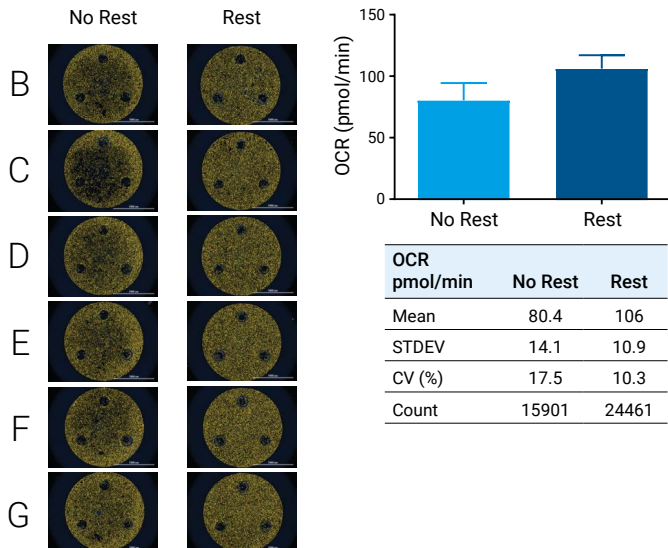 No Rest Rest
B
C
D
E
F
G
OCR (pmol/min)
150
100
50
0
No Rest Rest
OCR
pmol/min No Rest Rest
Mean 80.4 106
STDEV 14.1 10.9
CV (%) 17.5 10.3
Count 15901 24461